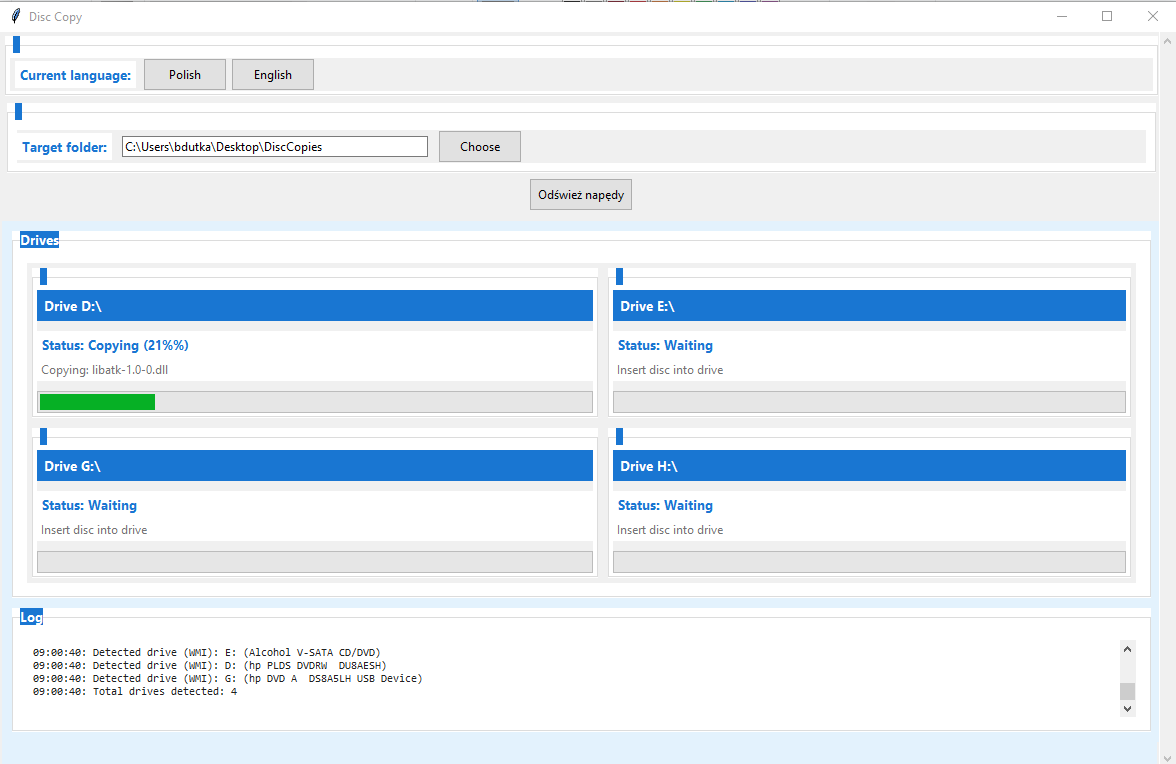 Disc Copy
Current language: Polish English
Target folder: C:\Users\bdutka\Desktop\DiscCopies Choose
Odśwież napędy
Drives
Drive D:\
Status: Copying (21%%)
Copying: libatk-1.0-0.dll
Drive E:\
Status: Waiting
Insert disc into drive
Drive G:\
Status: Waiting
Insert disc into drive
Drive H:\
Status: Waiting
Insert disc into drive
Log
09:00:40: Detected drive (WMI): E: (Alcohol V-SATA CD/DVD)
09:00:40: Detected drive (WMI): D: (hp PLDS DVDRW  DU8AESH)
09:00:40: Detected drive (WMI): G: (hp DVD A  DS8A5LH USB Device)
09:00:40: Total drives detected: 4